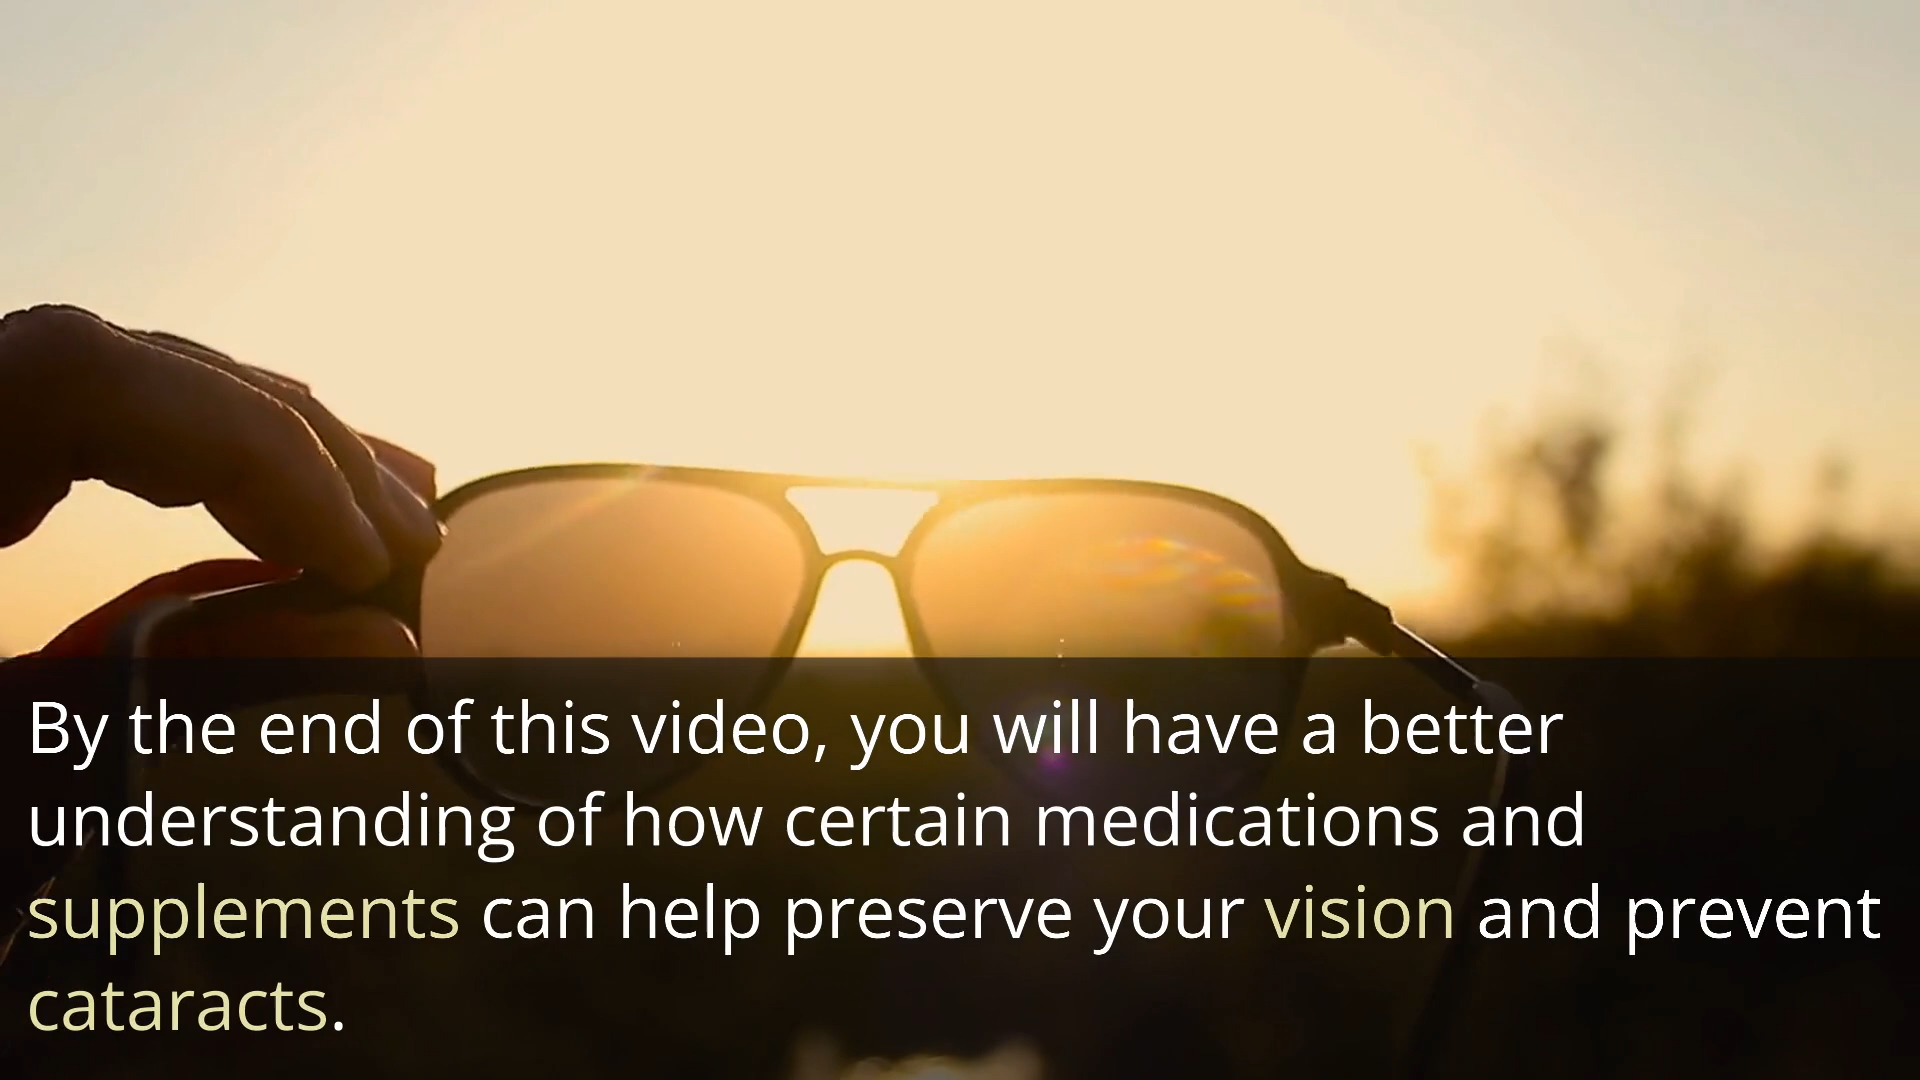 By the end of this video, you will have a better
understanding of how certain medications and
supplements can help preserve your vision and prevent
cataracts.